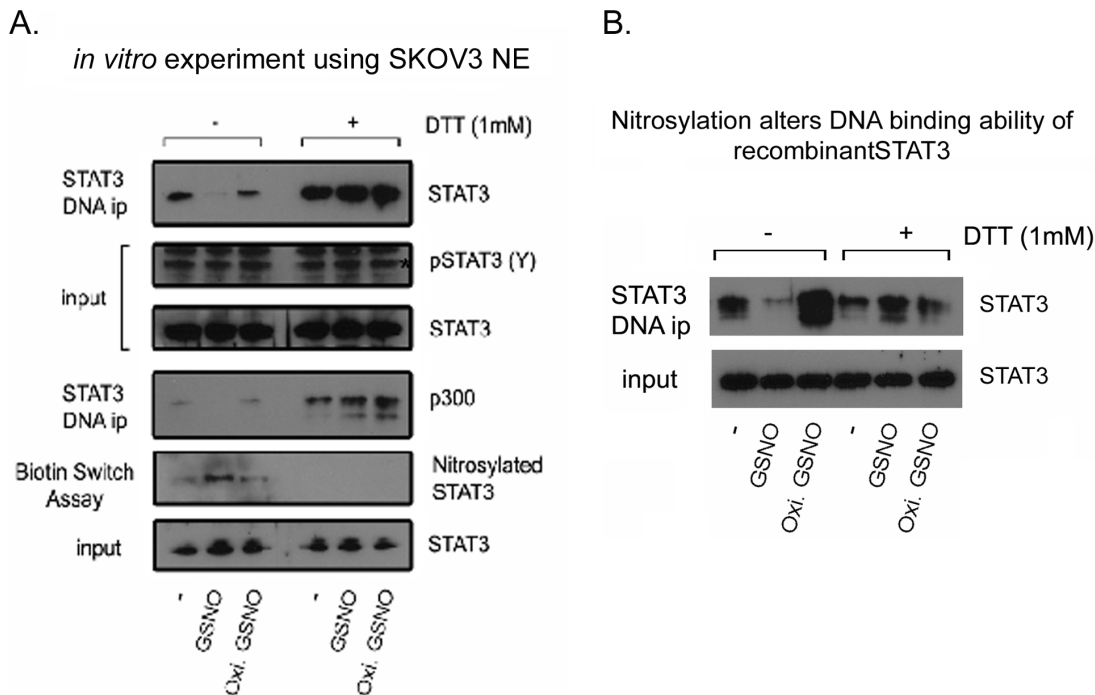 A.
in vitro experiment using SKOV3 NE
- + DTT (1mM)
STAT3
DNA ip
STAT3
input
pSTAT3 (Y)
*
STAT3
STAT3
DNA ip
p300
Biotin Switch
Assay
Nitrosylated
STAT3
input
STAT3
- GSNO Oxi. GSNO - GSNO Oxi. GSNO
B.
Nitrosylation alters DNA binding ability of
recombinantSTAT3
- + DTT (1mM)
STAT3
DNA ip
STAT3
input
STAT3
- GSNO Oxi. GSNO - GSNO Oxi. GSNO